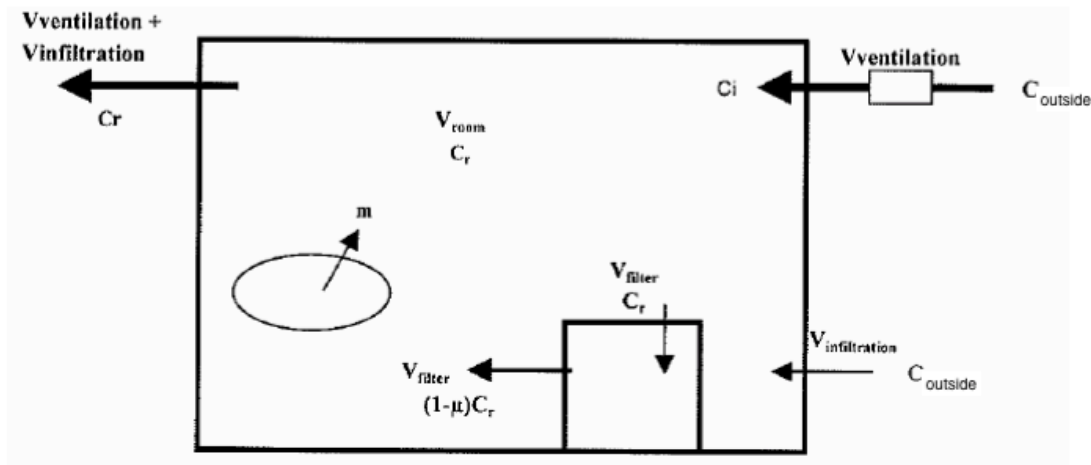 Vventilation +
Vinfiltration
Cr
Vroom
Cr
Ci
Vventilation
Coutside
m
Vfilter
Cr
Vfilter
(1-μ)Cr
Vinfiltration
Coutside